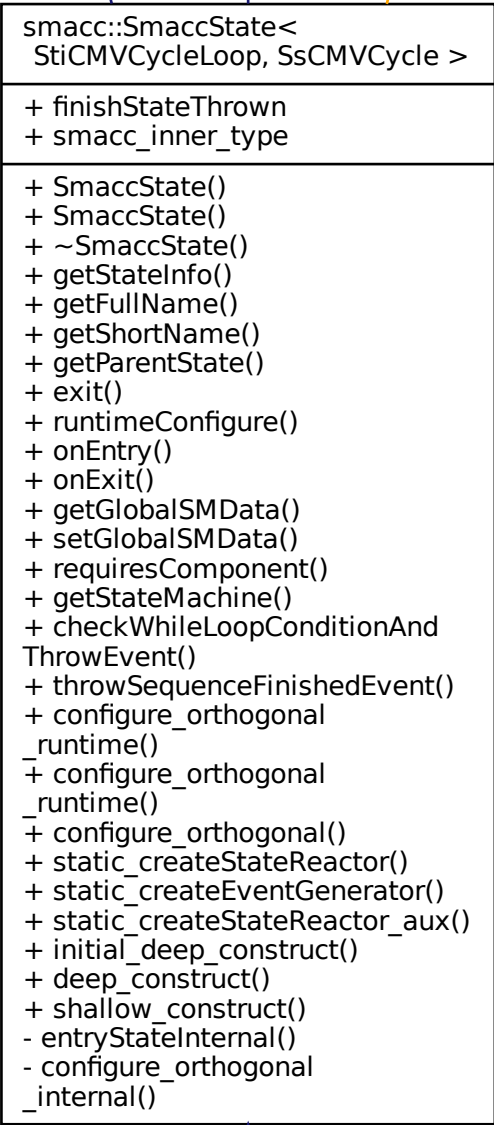 smacc::SmaccState<
StiCMVCycleLoop, SsCMVCycle >
+ finishStateThrown
+ smacc_inner_type
+ SmaccState()
+ SmaccState()
+ ~SmaccState()
+ getStateInfo()
+ getFullName()
+ getShortName()
+ getParentState()
+ exit()
+ runtimeConfigure()
+ onEntry()
+ onExit()
+ getGlobalSMData()
+ setGlobalSMData()
+ requiresComponent()
+ getStateMachine()
+ checkWhileLoopConditionAnd
ThrowEvent()
+ throwSequenceFinishedEvent()
+ configure_orthogonal
_runtime()
+ configure_orthogonal
_runtime()
+ configure_orthogonal()
+ static_createStateReactor()
+ static_createEventGenerator()
+ static_createStateReactor_aux()
+ initial_deep_construct()
+ deep_construct()
+ shallow_construct()
- entryStateInternal()
- configure_orthogonal
_internal()